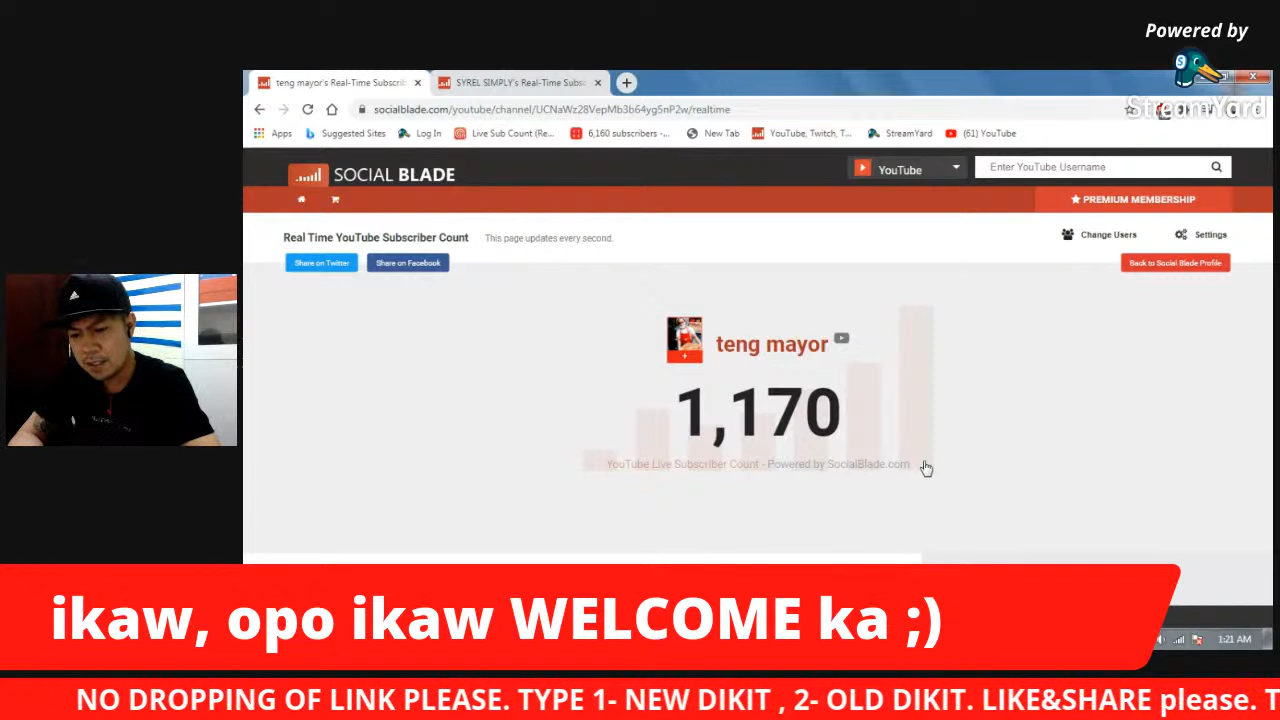 Powered by
StreamYard
teng mayor's Real-Time Subscrib
SYREL SIMPLY's Real-Time Subsc
socialblade.com/youtube/channel/UCNaWz28VepMb3b64yg5nP2w/realtime
Apps
Suggested Sites
Log In
Live Sub Count (Re...
6,160 subscribers -...
New Tab
YouTube, Twitch, T...
StreamYard
(61) YouTube
SOCIAL BLADE
YouTube
Enter YouTube Username
PREMIUM MEMBERSHIP
Real Time YouTube Subscriber Count
This page updates every second.
Change Users
Settings
Share on Twitter
Share on Facebook
Back to Social Blade Profile
teng mayor
1,170
YouTube Live Subscriber Count - Powered by SocialBlade.com
ikaw, opo ikaw WELCOME ka ;)
1:21 AM
NO DROPPING OF LINK PLEASE. TYPE 1- NEW DIKIT , 2- OLD DIKIT. LIKE&SHARE please. T